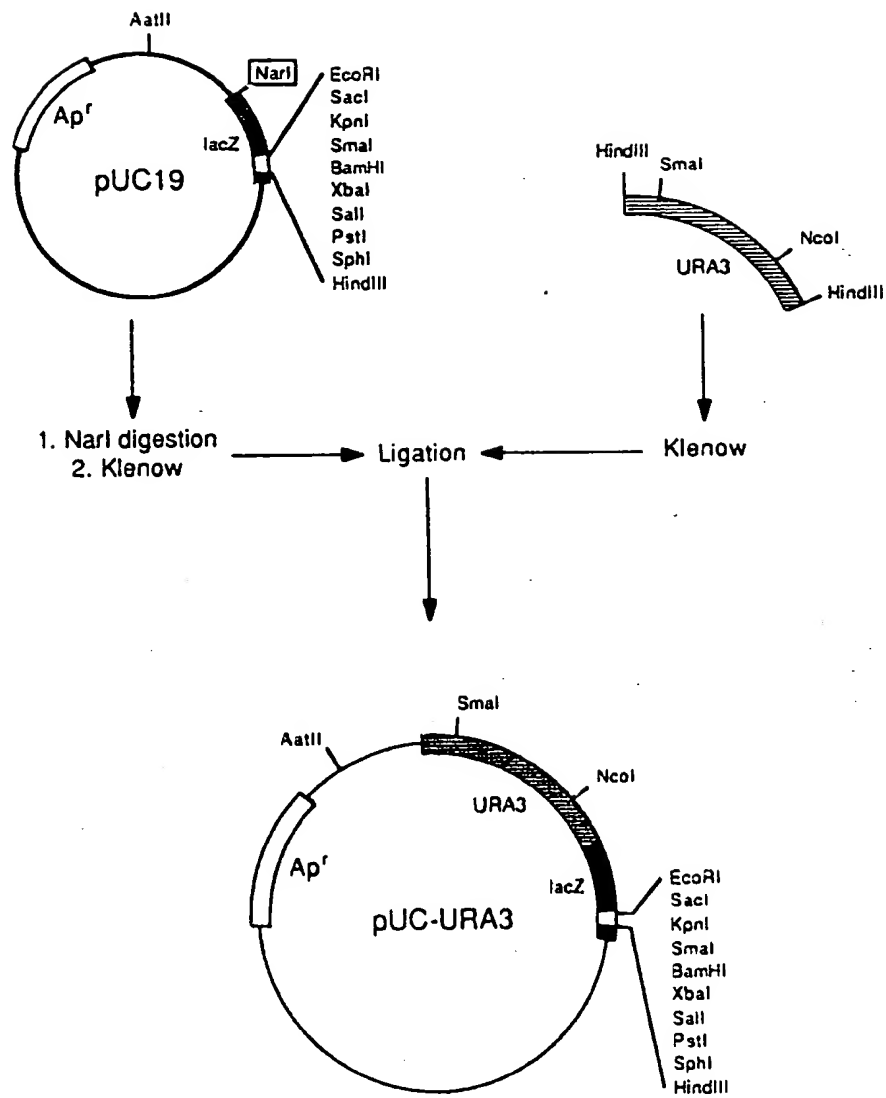 AatII
NarI
EcoRI
SacI
KpnI
SmaI
BamHI
XbaI
SalI
PstI
SphI
HindIII
Apr
lacZ
pUC19
HindIII
SmaI
NcoI
URA3
HindIII
1. NarI digestion
2. Klenow
Ligation
Klenow
SmaI
AatII
NcoI
URA3
Apr
lacZ
pUC-URA3
EcoRI
SacI
KpnI
SmaI
BamHI
XbaI
SalI
PstI
SphI
HindIII